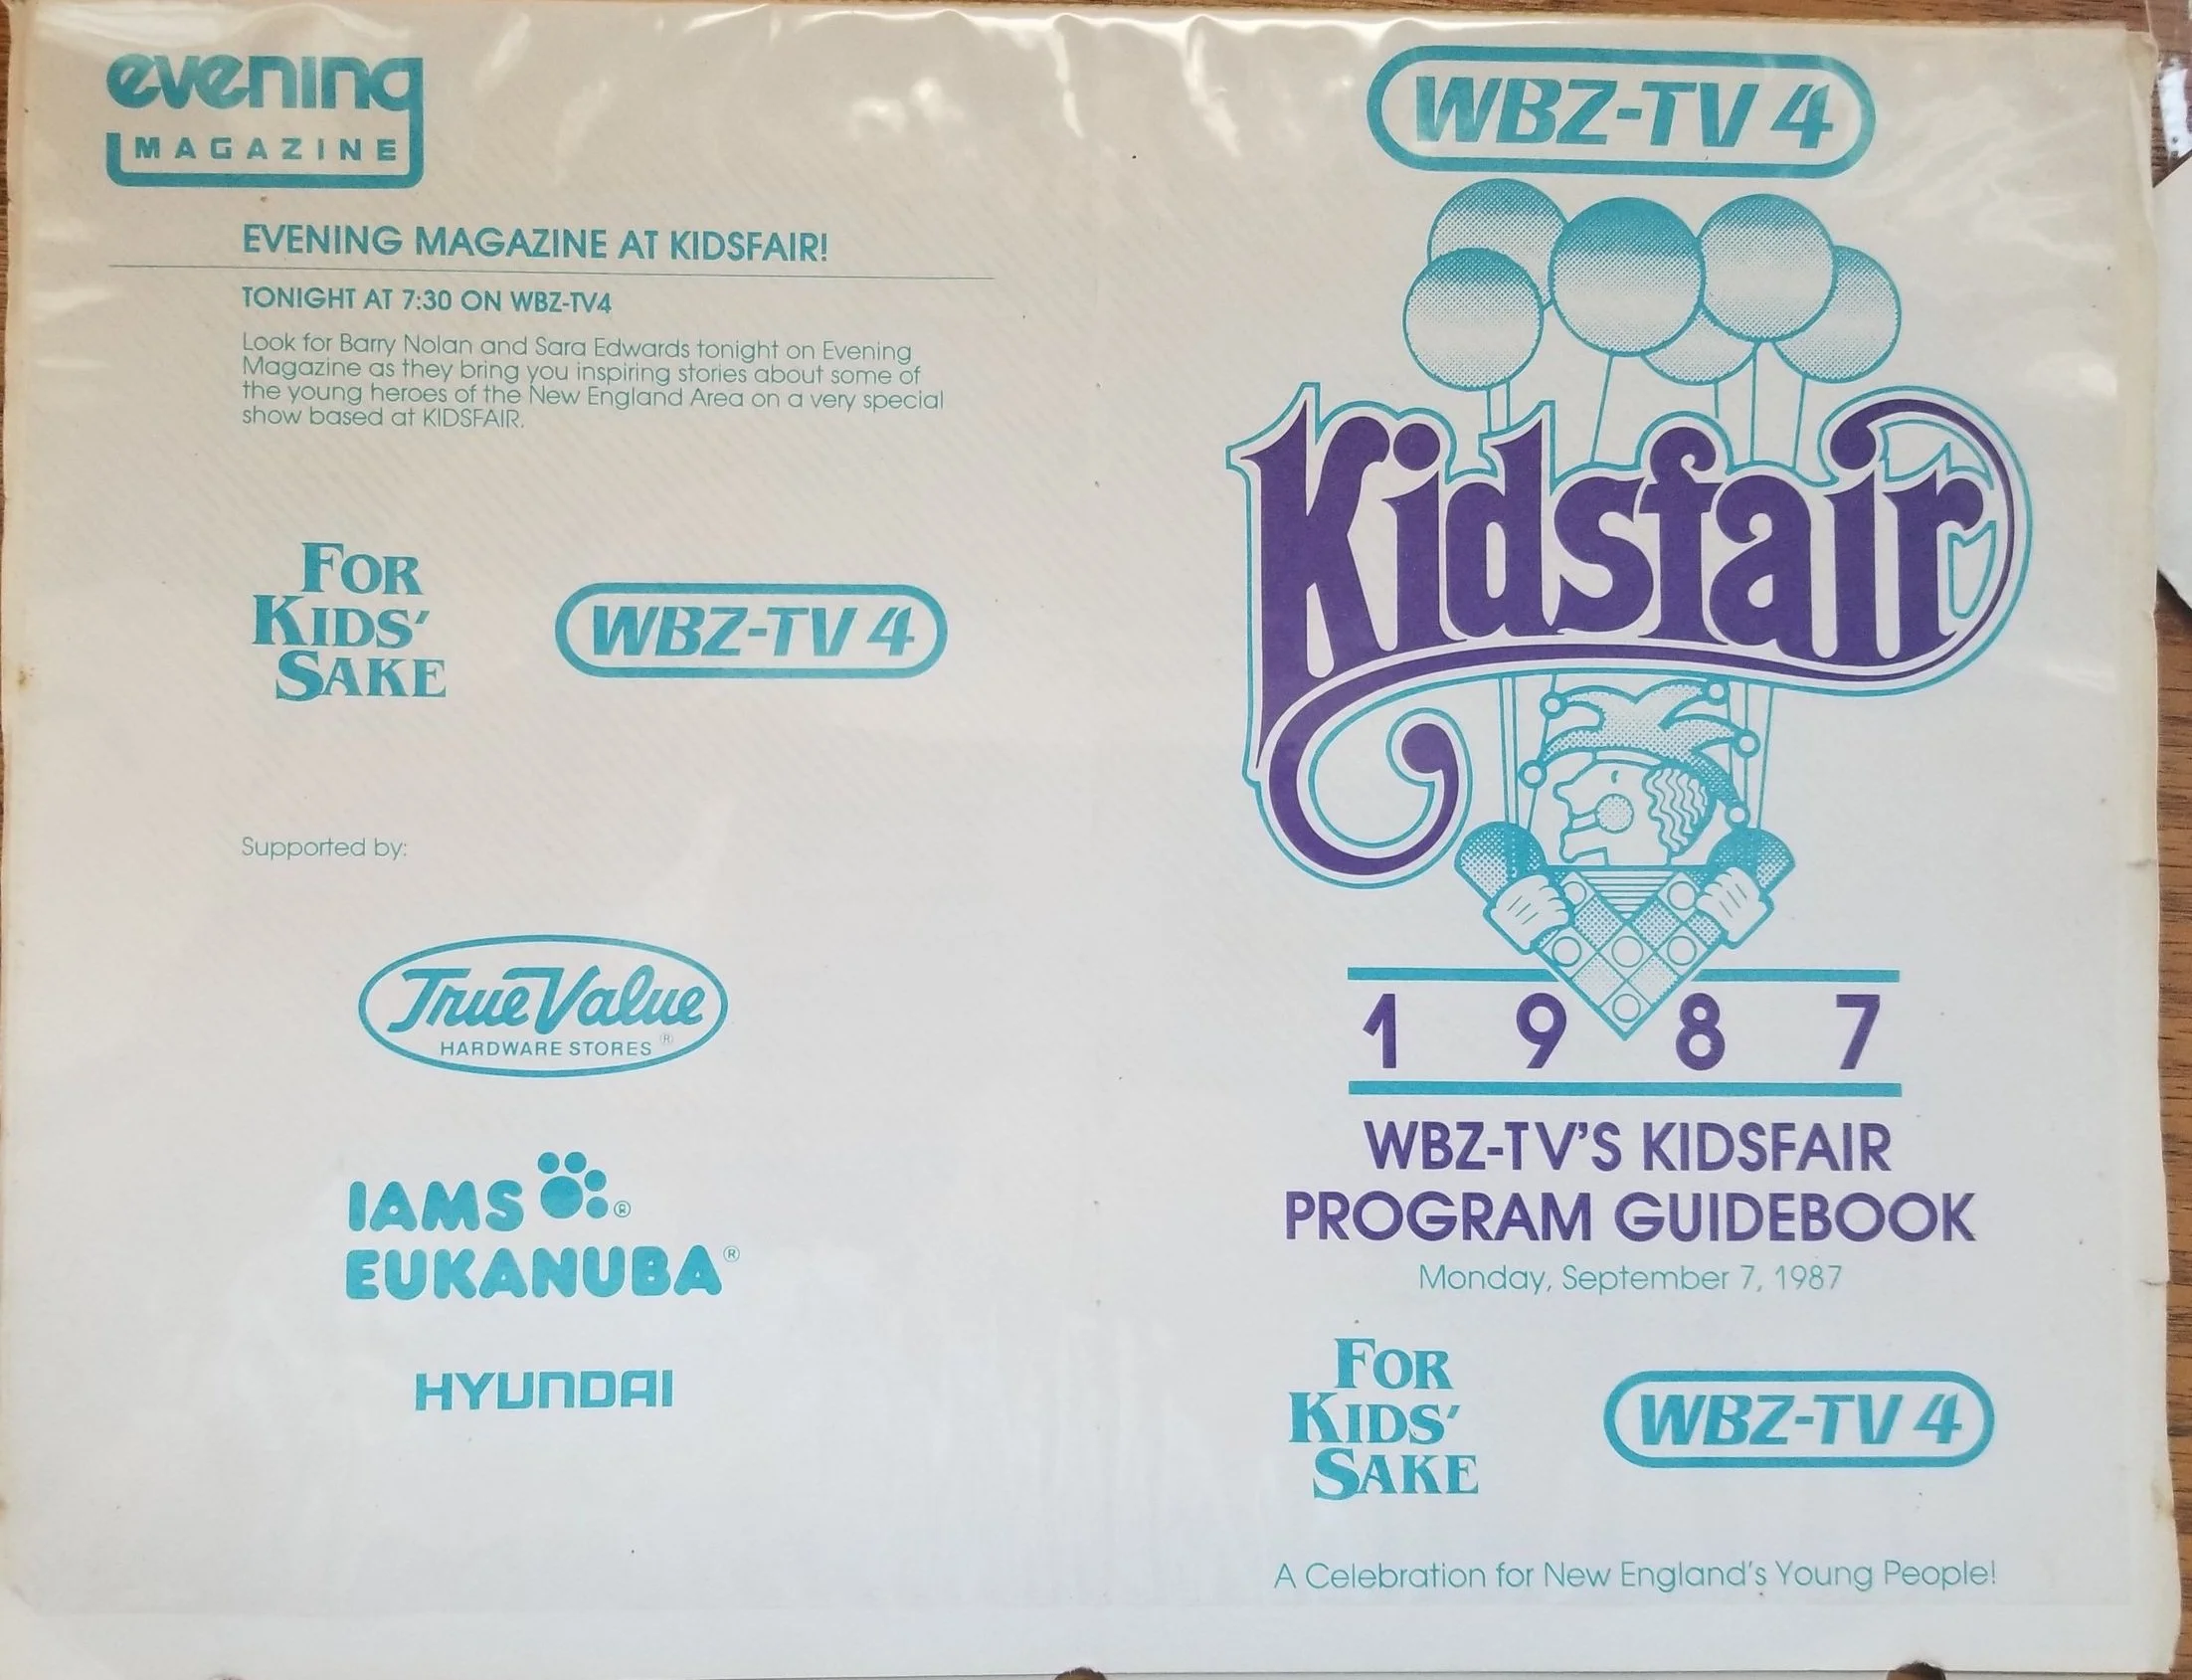 evening
MAGAZINE
EVENING MAGAZINE AT KIDSFAIR!
TONIGHT AT 7:30 ON WBZ-TV4
Look for Barry Nolan and Sara Edwards tonight on Evening
Magazine as they bring you inspiring stories about some of
the young heroes of the New England Area on a very special
show based at KIDSFAIR.
FOR
KIDS'
SAKE
WBZ-TV 4
Supported by:
True Value
HARDWARE STORES ®
IAMS ®
EUKANUBA®
HYUNDAI
WBZ-TV 4
Kidsfair
1987
WBZ-TV'S KIDSFAIR
PROGRAM GUIDEBOOK
Monday, September 7, 1987
FOR
KIDS'
SAKE
WBZ-TV 4
A Celebration for New England's Young People!